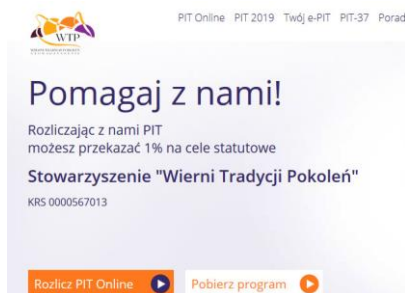 PIT Online PIT 2019 Twój e-PIT PIT-37 Porad
WTP
Pomagaj z nami!
Rozliczając z nami PIT
możesz przekazać 1% na cele statutowe
Stowarzyszenie "Wierni Tradycji Pokoleń"
KRS 0000567013
Rozlicz PIT Online
Pobierz program